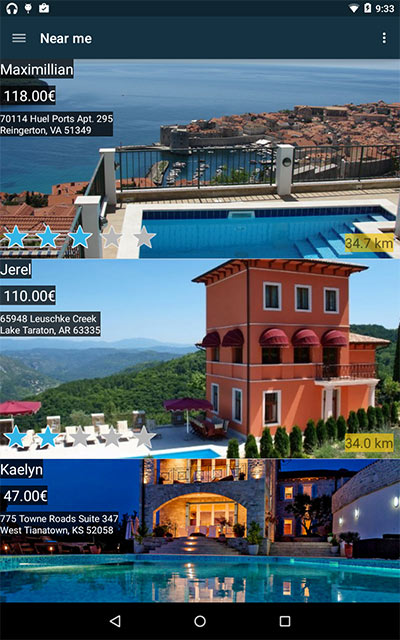 9:33
Near me
Maximillian
118.00€
70114 Huel Ports Apt. 295
Reingerton, VA 51349
34.7 km
Jerel
110.00€
65948 Leuschke Creek
Lake Taraton, AR 63335
34.0 km
Kaelyn
47.00€
775 Towne Roads Suite 347
West Tianatown, KS 52058